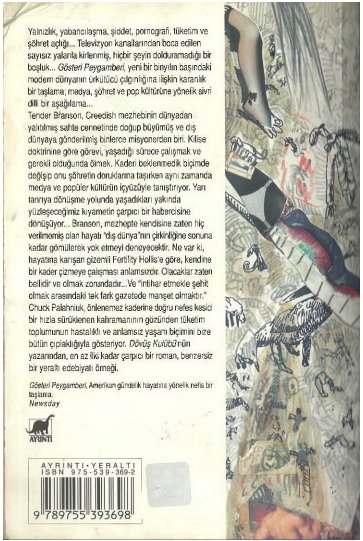 Yalnızlık, yabancılaşma, şiddet, pornografi, tüketim ve
şöhret açlığı... Televizyon kanallarından boca edilen
sayısız yalanla kirlenmiş, hiçbir şeyin dolduramadığı bir
boşluk... Gösteri Peygamberi, yeni bir binyılın başındaki
modern dünyanın ürkütücü çılgınlığına ilişkin karanlık
bir taşlama; medya, şöhret ve pop kültürüne yönelik sivri
dilli bir aşağılama...
Tender Branson, Creedish mezhebinin dünyadan
yalıtılmış sahte cennetinde doğup büyümüş ve dış
dünyaya gönderilmiş binlerce misyonerden biri. Kilise
doktrinine göre görevi, yaşadığı sürece çalışmak ve
gerekli olduğunda ölmek. Kaderi beklenmedik biçimde
değişip onu şöhretin doruklarına taşırken aynı zamanda
medya ve popüler kültürün içyüzüyle tanıştırıyor. Yarı
tanrıya dönüşme yolunda yaşadıkları yakında
yüzleşeceğimiz kıyametin çarpıcı bir habercisine
dönüşüyor... Branson, mezhepte kendisine zaten hiç
verilmemiş olan hayatı "dış dünya"nın çirkinliğine sonuna
kadar gömülerek yok etmeyi deneyecektir. Ne var ki,
hayatına karışan gizemli Fertility Hollis'e göre, kendine
bir kader çizmeye çalışması anlamsızdır. Olacaklar zaten
bellidir ve olmak zorundadır...Ve "intihar etmekle şehit
olmak arasındaki tek fark gazetede manşet olmaktır."
Chuck Palahniuk, önlenemez kaderine doğru nefes kesici
bir hızla sürüklenen kahramanının gözünden tüketim
toplumunun hastalıklı ve anlamsız yaşam biçimini bize
bütün çıplaklığıyla gösteriyor. Dövüş Kulübü'nün
yazarından, en az ilki kadar çarpıcı bir roman, benzersiz
bir yeraltı edebiyatı örneği.
Gösteri Peygamberi, Amerikan gündelik hayatına yönelik nefis bir
taşlama.
Newsday
AYRINTI
AYRINTI · YERALTI
ISBN 975-539-369-2
9 789755 393698